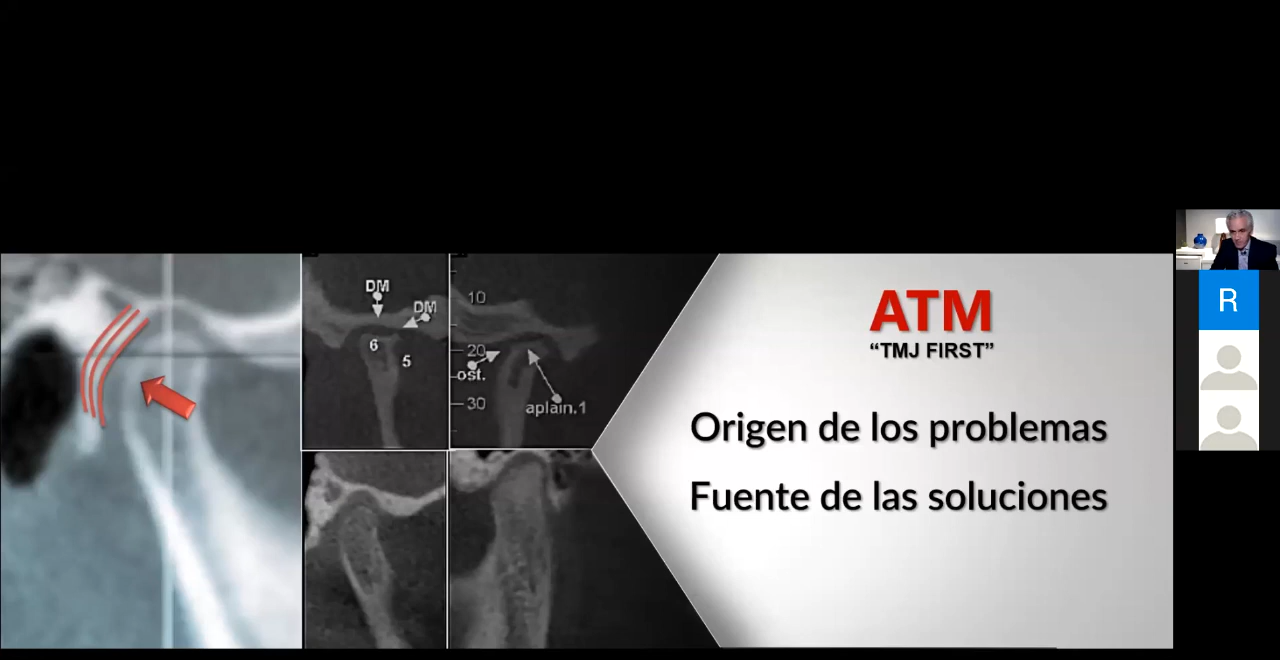 DM
DM
6
5
10
20
ost.
30
aplain.1
ATM
“TMJ FIRST”
Origen de los problemas
Fuente de las soluciones
R